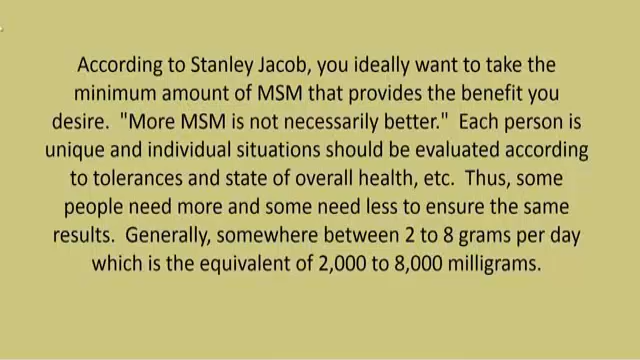 According to Stanley Jacob, you ideally want to take the
minimum amount of MSM that provides the benefit you
desire.  "More MSM is not necessarily better."  Each person is
unique and individual situations should be evaluated according
to tolerances and state of overall health, etc.  Thus, some
people need more and some need less to ensure the same
results.  Generally, somewhere between 2 to 8 grams per day
which is the equivalent of 2,000 to 8,000 milligrams.